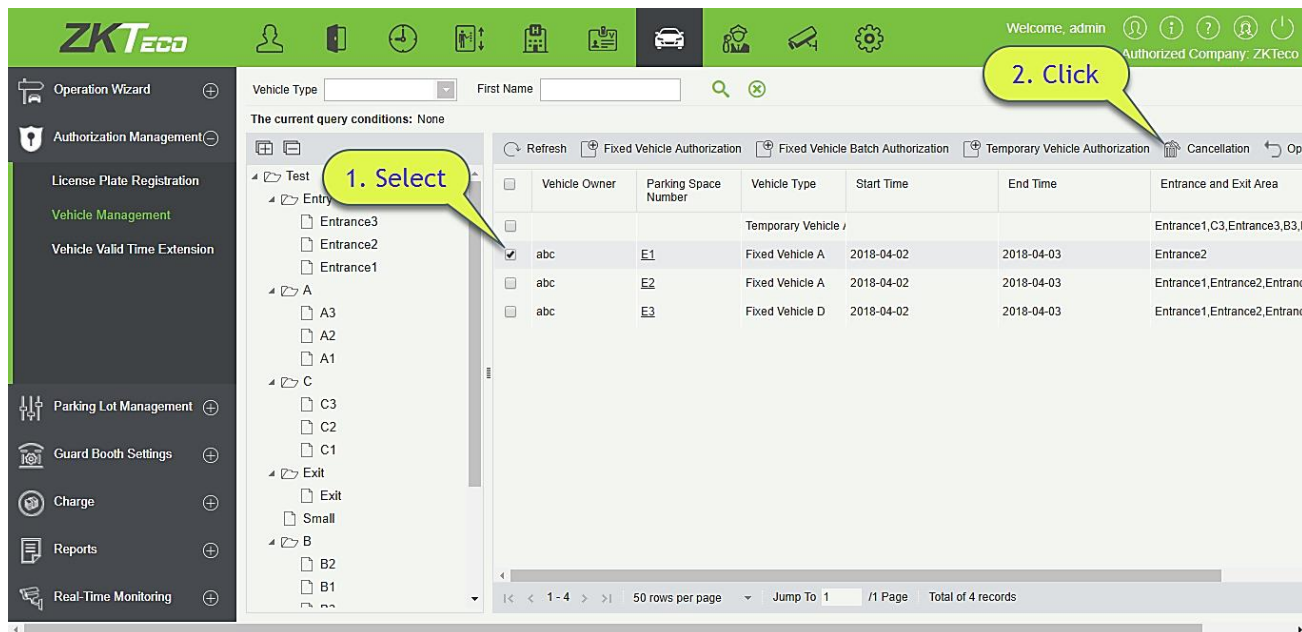 ZKTeco
Welcome, admin
Authorized Company: ZKTeco
2. Click
Operation Wizard
Authorization Management
License Plate Registration
Vehicle Management
Vehicle Valid Time Extension
Parking Lot Management
Guard Booth Settings
Charge
Reports
Real-Time Monitoring
Vehicle Type
First Name
The current query conditions: None
1. Select
Test
Entry
Entrance3
Entrance2
Entrance1
A
A3
A2
A1
C
C3
C2
C1
Exit
Exit
Small
B
B2
B1
Refresh Fixed Vehicle Authorization Fixed Vehicle Batch Authorization Temporary Vehicle Authorization Cancellation Op
Vehicle Owner Parking Space Number Vehicle Type Start Time End Time Entrance and Exit Area
Temporary Vehicle Entrance1,C3,Entrance3,B3,
abc E1 Fixed Vehicle A 2018-04-02 2018-04-03 Entrance2
abc E2 Fixed Vehicle A 2018-04-02 2018-04-03 Entrance1,Entrance2,Entranc
abc E3 Fixed Vehicle D 2018-04-02 2018-04-03 Entrance1,Entrance2,Entranc
|< < 1-4 > >| 50 rows per page Jump To 1 /1 Page Total of 4 records